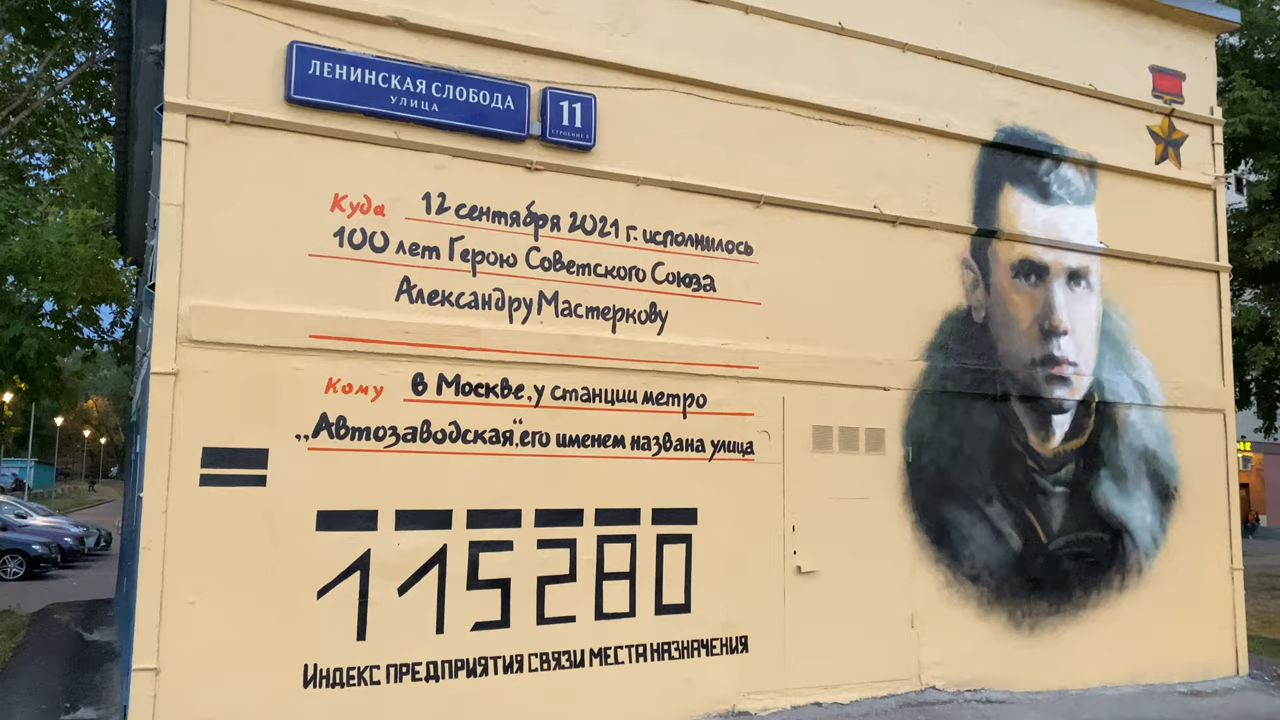 ЛЕНИНСКАЯ СЛОБОДА
УЛИЦА
11
СТРОЕНИЕ
Куда 12 сентября 2021 г. исполнилось
100 лет Герою Советского Союза
Александру Мастеркову
Кому в Москве, у станции метро
„Автозаводская“, его именем названа улица
115280
ИНДЕКС ПРЕДПРИЯТИЯ СВЯЗИ МЕСТА НАЗНАЧЕНИЯ